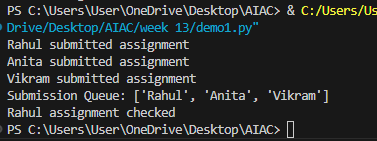 PS C:\Users\User\OneDrive\Desktop\AIAC> & C:/Users/Us
Drive/Desktop/AIAC/week 13/demo1.py"
Rahul submitted assignment
Anita submitted assignment
Vikram submitted assignment
Submission Queue: ['Rahul', 'Anita', 'Vikram']
Rahul assignment checked
PS C:\Users\User\OneDrive\Desktop\AIAC>